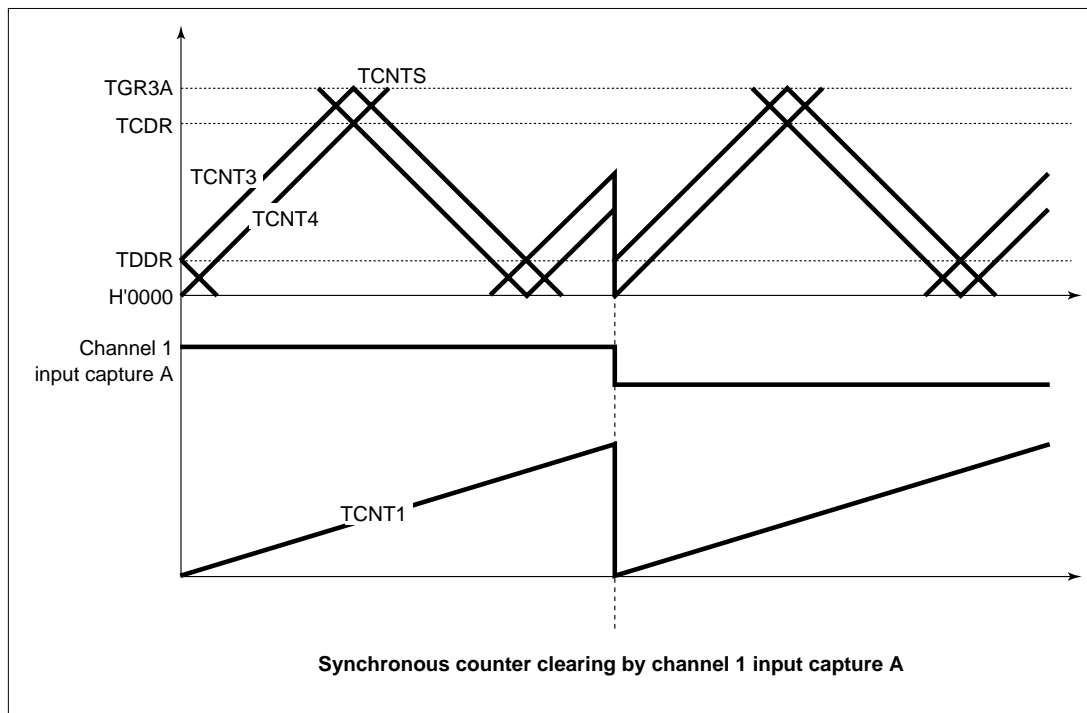 TGR3A
TCNTS
TCDR
TCNT3
TCNT4
TDDR
H'0000
Channel 1
input capture A
TCNT1
Synchronous counter clearing by channel 1 input capture A